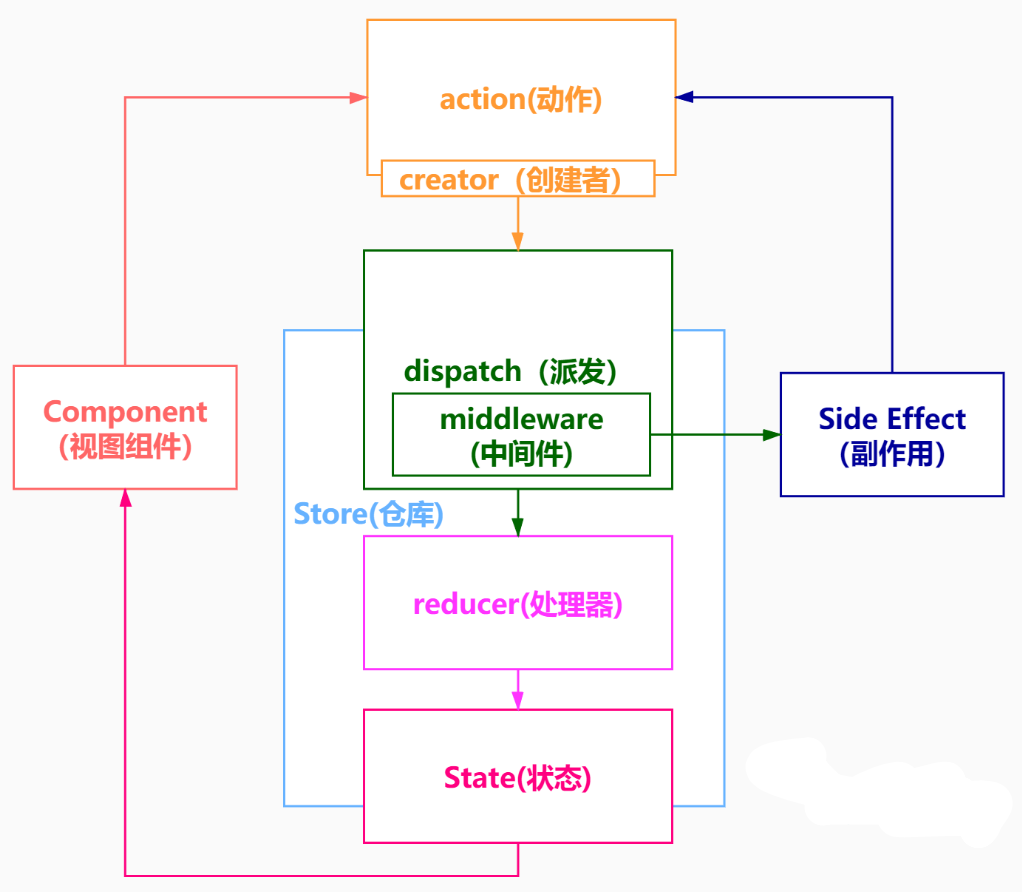 action(动作)
creator（创建者）
dispatch（派发）
middleware
(中间件)
Component
(视图组件）
Side Effect
(副作用）
Store(仓库)
reducer(处理器)
State(状态)